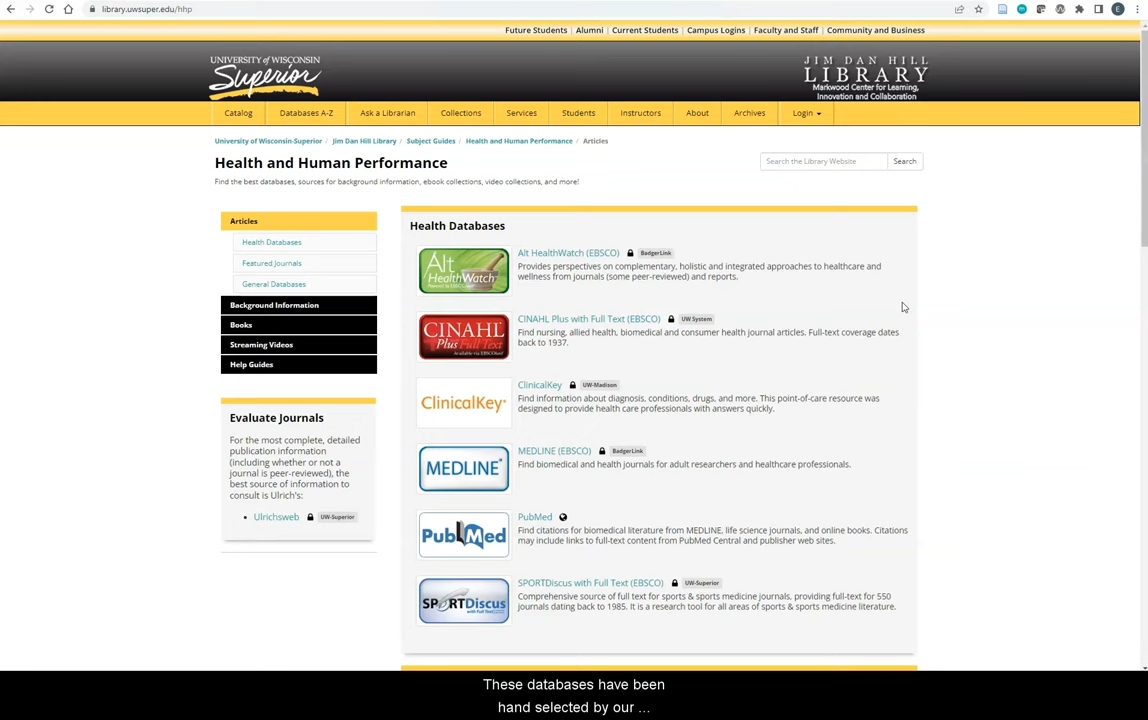 library.uwsuper.edu/hhp
E
Future Students | Alumni | Current Students | Campus Logins | Faculty and Staff | Community and Business
UNIVERSITY OF WISCONSIN
Superior
JIM DAN HILL
LIBRARY
Markwood Center for Learning,
Innovation and Collaboration
Catalog Databases A-Z Ask a Librarian Collections Services Students Instructors About Archives Login
University of Wisconsin-Superior / Jim Dan Hill Library / Subject Guides / Health and Human Performance / Articles
Health and Human Performance
Search the Library Website Search
Find the best databases, sources for background information, ebook collections, video collections, and more!
Articles
Health Databases
Featured Journals
General Databases
Background Information
Books
Streaming Videos
Help Guides
Evaluate Journals
For the most complete, detailed
publication information
(including whether or not a
journal is peer-reviewed), the
best source of information to
consult is Ulrich's:
• Ulrichsweb UW-Superior
Health Databases
Alt HealthWatch
Powered by EBSCOhost
Alt HealthWatch (EBSCO) BadgerLink
Provides perspectives on complementary, holistic and integrated approaches to healthcare and
wellness from journals (some peer-reviewed) and reports.
CINAHL
Plus with Full Text
Available via EBSCOhost
CINAHL Plus with Full Text (EBSCO) UW System
Find nursing, allied health, biomedical and consumer health journal articles. Full-text coverage dates
back to 1937.
ClinicalKey
ClinicalKey UW-Madison
Find information about diagnosis, conditions, drugs, and more. This point-of-care resource was
designed to provide health care professionals with answers quickly.
MEDLINE
MEDLINE (EBSCO) BadgerLink
Find biomedical and health journals for adult researchers and healthcare professionals.
PubMed
PubMed
Find citations for biomedical literature from MEDLINE, life science journals, and online books. Citations
may include links to full-text content from PubMed Central and publisher web sites.
SPORTDiscus
with Full Text
SPORTDiscus with Full Text (EBSCO) UW-Superior
Comprehensive source of full text for sports & sports medicine journals, providing full-text for 550
journals dating back to 1985. It is a research tool for all areas of sports & sports medicine literature.
These databases have been
hand selected by our ...